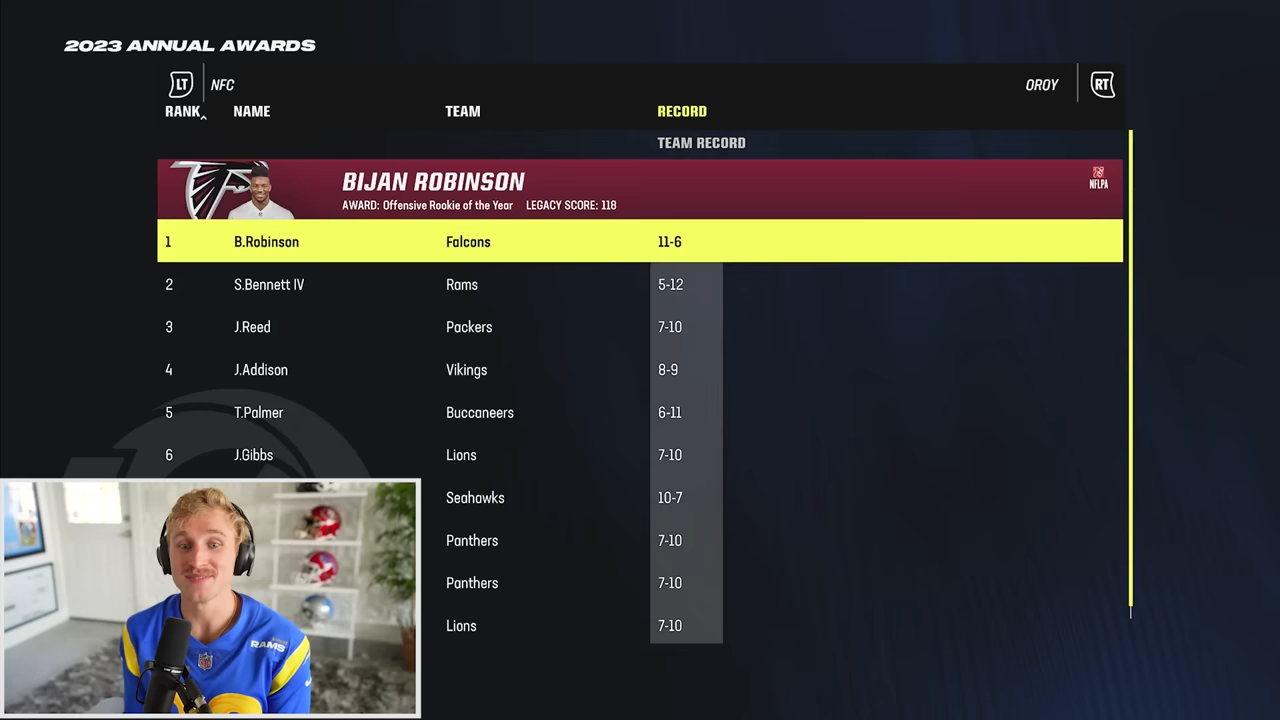 2023 ANNUAL AWARDS
LT NFC OROY RT
RANK NAME TEAM RECORD
TEAM RECORD
BIJAN ROBINSON
AWARD: Offensive Rookie of the Year LEGACY SCORE: 118
NFLPA
1 B.Robinson Falcons 11-6
2 S.Bennett IV Rams 5-12
3 J.Reed Packers 7-10
4 J.Addison Vikings 8-9
5 T.Palmer Buccaneers 6-11
6 J.Gibbs Lions 7-10
Seahawks 10-7
Panthers 7-10
Panthers 7-10
Lions 7-10
RAMS